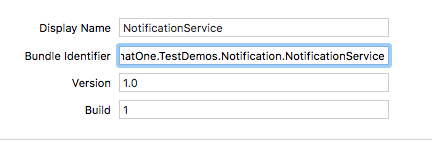 Display Name NotificationService
Bundle Identifier atOne.TestDemos.Notification.NotificationService
Version 1.0
Build 1